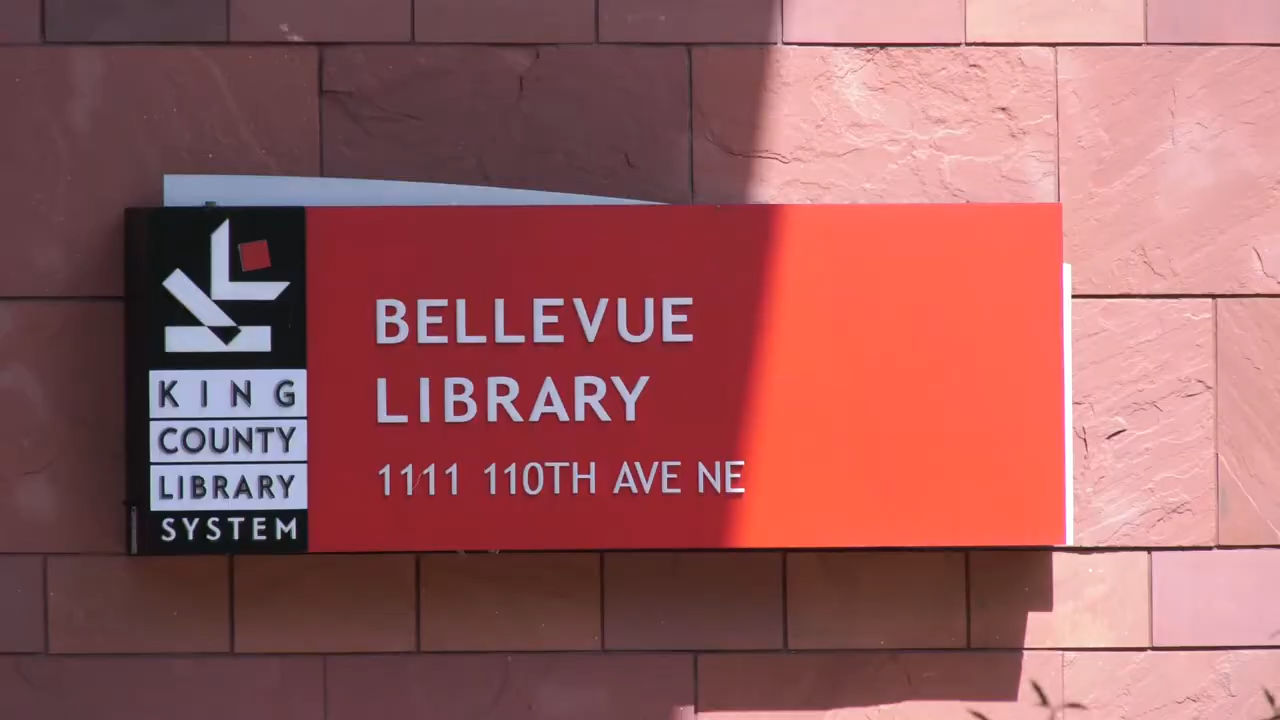 KING
COUNTY
LIBRARY
SYSTEM
BELLEVUE
LIBRARY
1111 110TH AVE NE